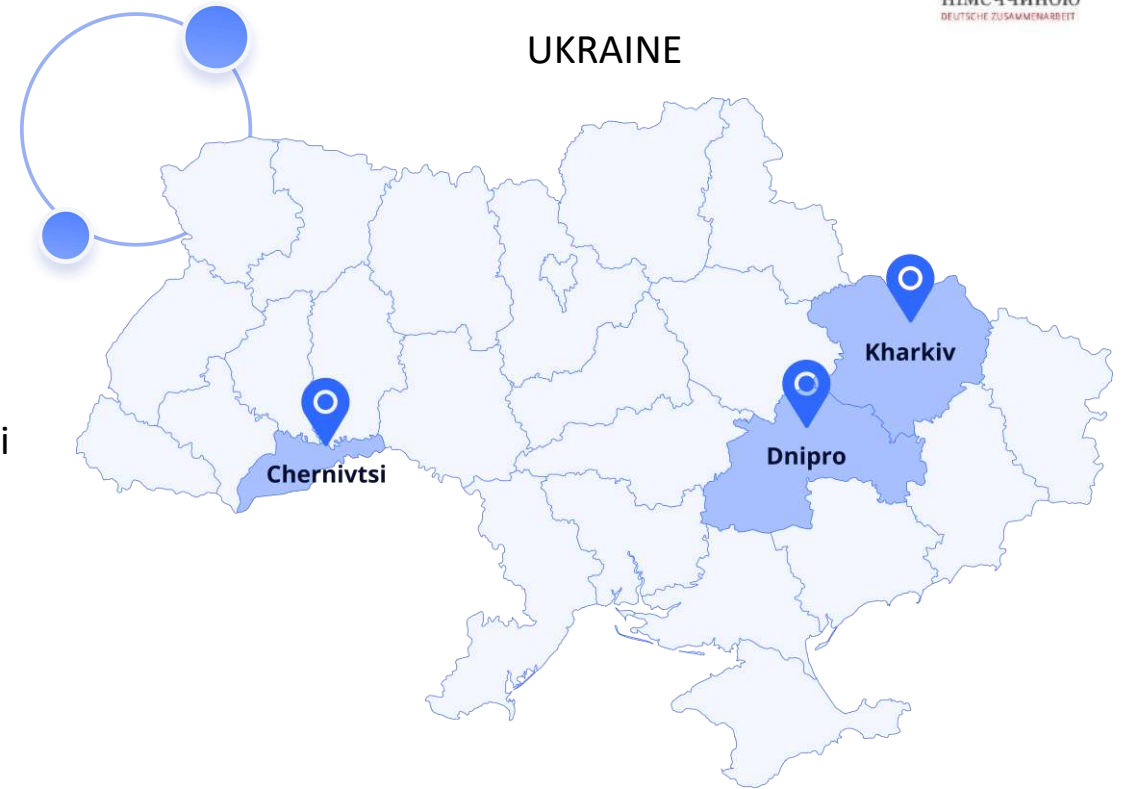 DEUTSCHE ZUSAMMENARBEIT
UKRAINE
Kharkiv
Dnipro
i
Chernivtsi